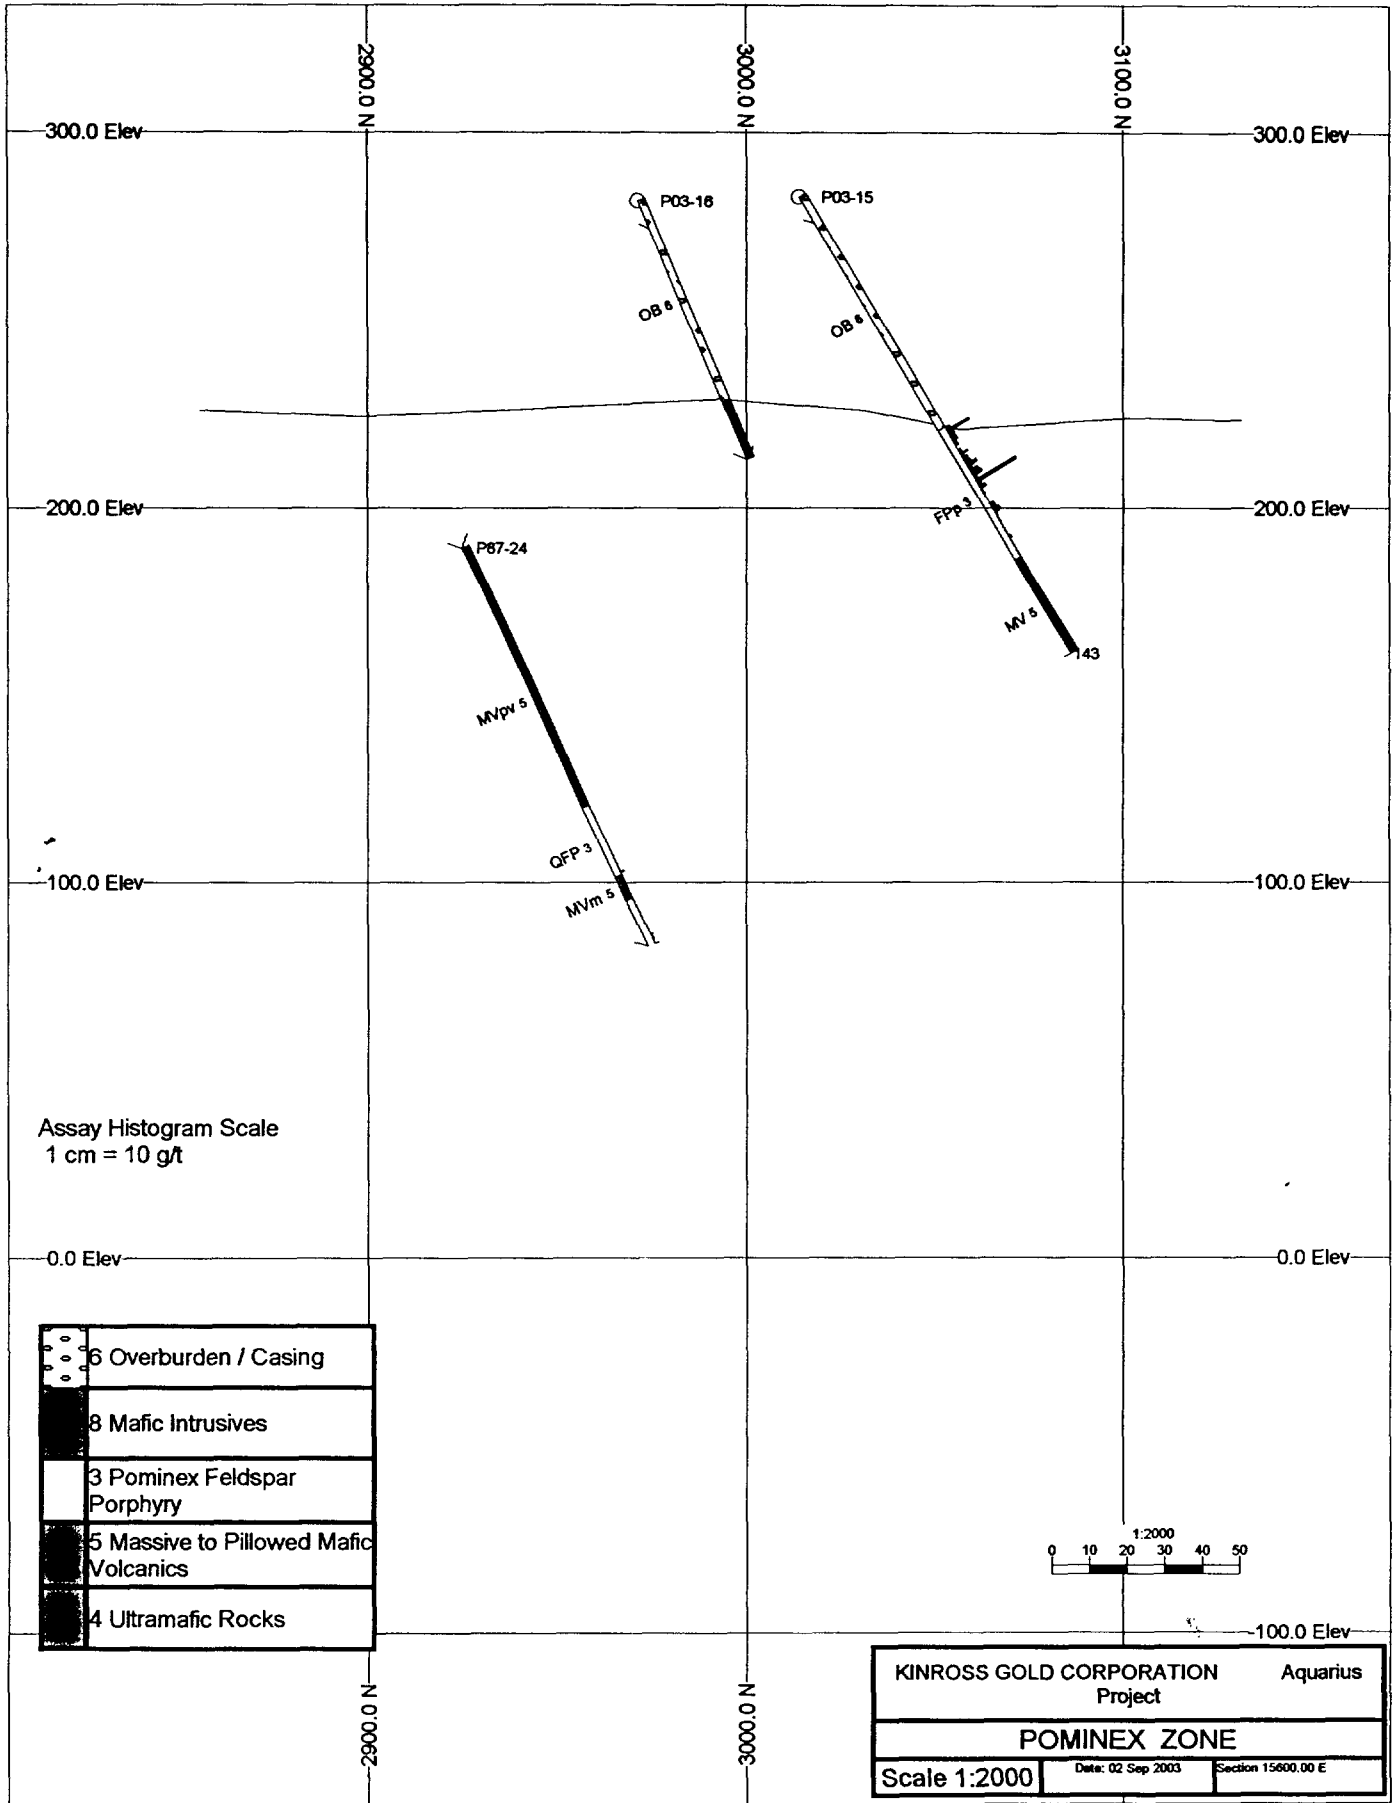 2900.0 N
3000.0 N
3100.0 N
300.0 Elev
300.0 Elev
P03-16
P03-15
OB 6
OB 6
200.0 Elev
FPp 3
200.0 Elev
P87-24
MV 5
143
MVpv 5
QFP 3
100.0 Elev
100.0 Elev
MVm 5
Assay Histogram Scale
1 cm = 10 g/t
0.0 Elev
0.0 Elev
6 Overburden / Casing
8 Mafic Intrusives
3 Pominex Feldspar
Porphyry
5 Massive to Pillowed Mafic
Volcanics
4 Ultramafic Rocks
1:2000
0 10 20 30 40 50
-100.0 Elev
2900.0 N
3000.0 N
KINROSS GOLD CORPORATION Aquarius
Project
POMINEX ZONE
Scale 1:2000
Date: 02 Sep 2003
Section 15600.00 E